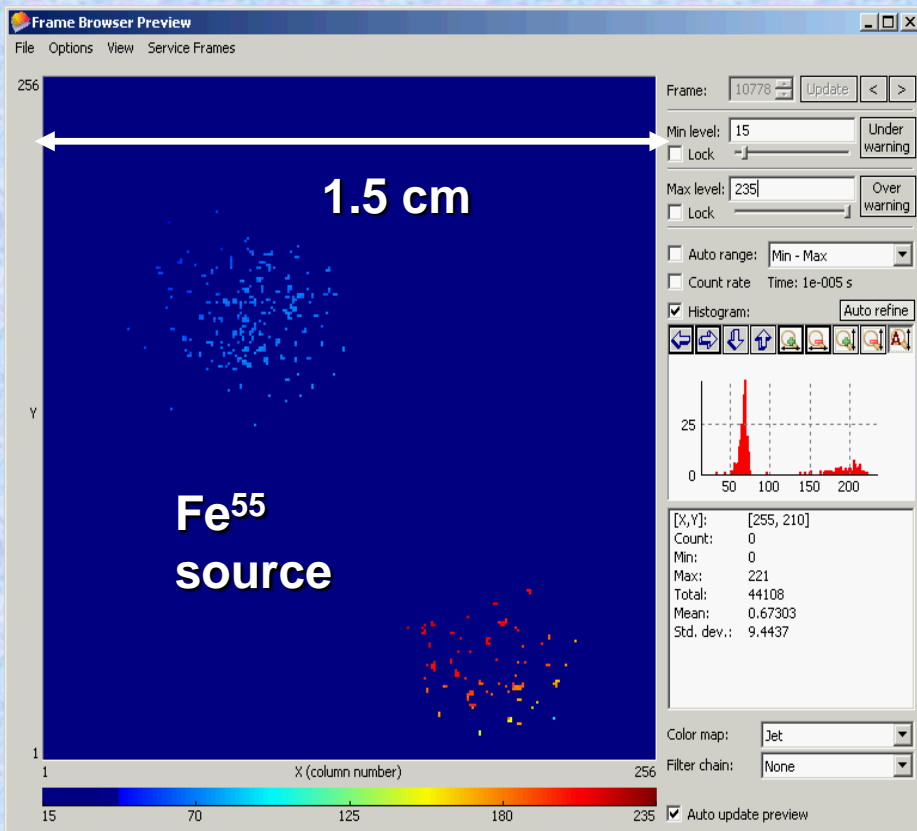 Frame Browser Preview
File Options View Service Frames
256
Y
1
1 X (column number) 256
15 70 125 180 235
1.5 cm
Fe55
source
Frame: 10778 Update < >
Min level: 15 Under warning
Lock
Max level: 235 Over warning
Lock
Auto range: Min - Max
Count rate Time: 1e-005 s
Histogram: Auto refine
A
25
0
50 100 150 200
[X,Y]: [255, 210]
Count: 0
Min: 0
Max: 221
Total: 44108
Mean: 0.67303
Std. dev.: 9.4437
Color map: Jet
Filter chain: None
Auto update preview